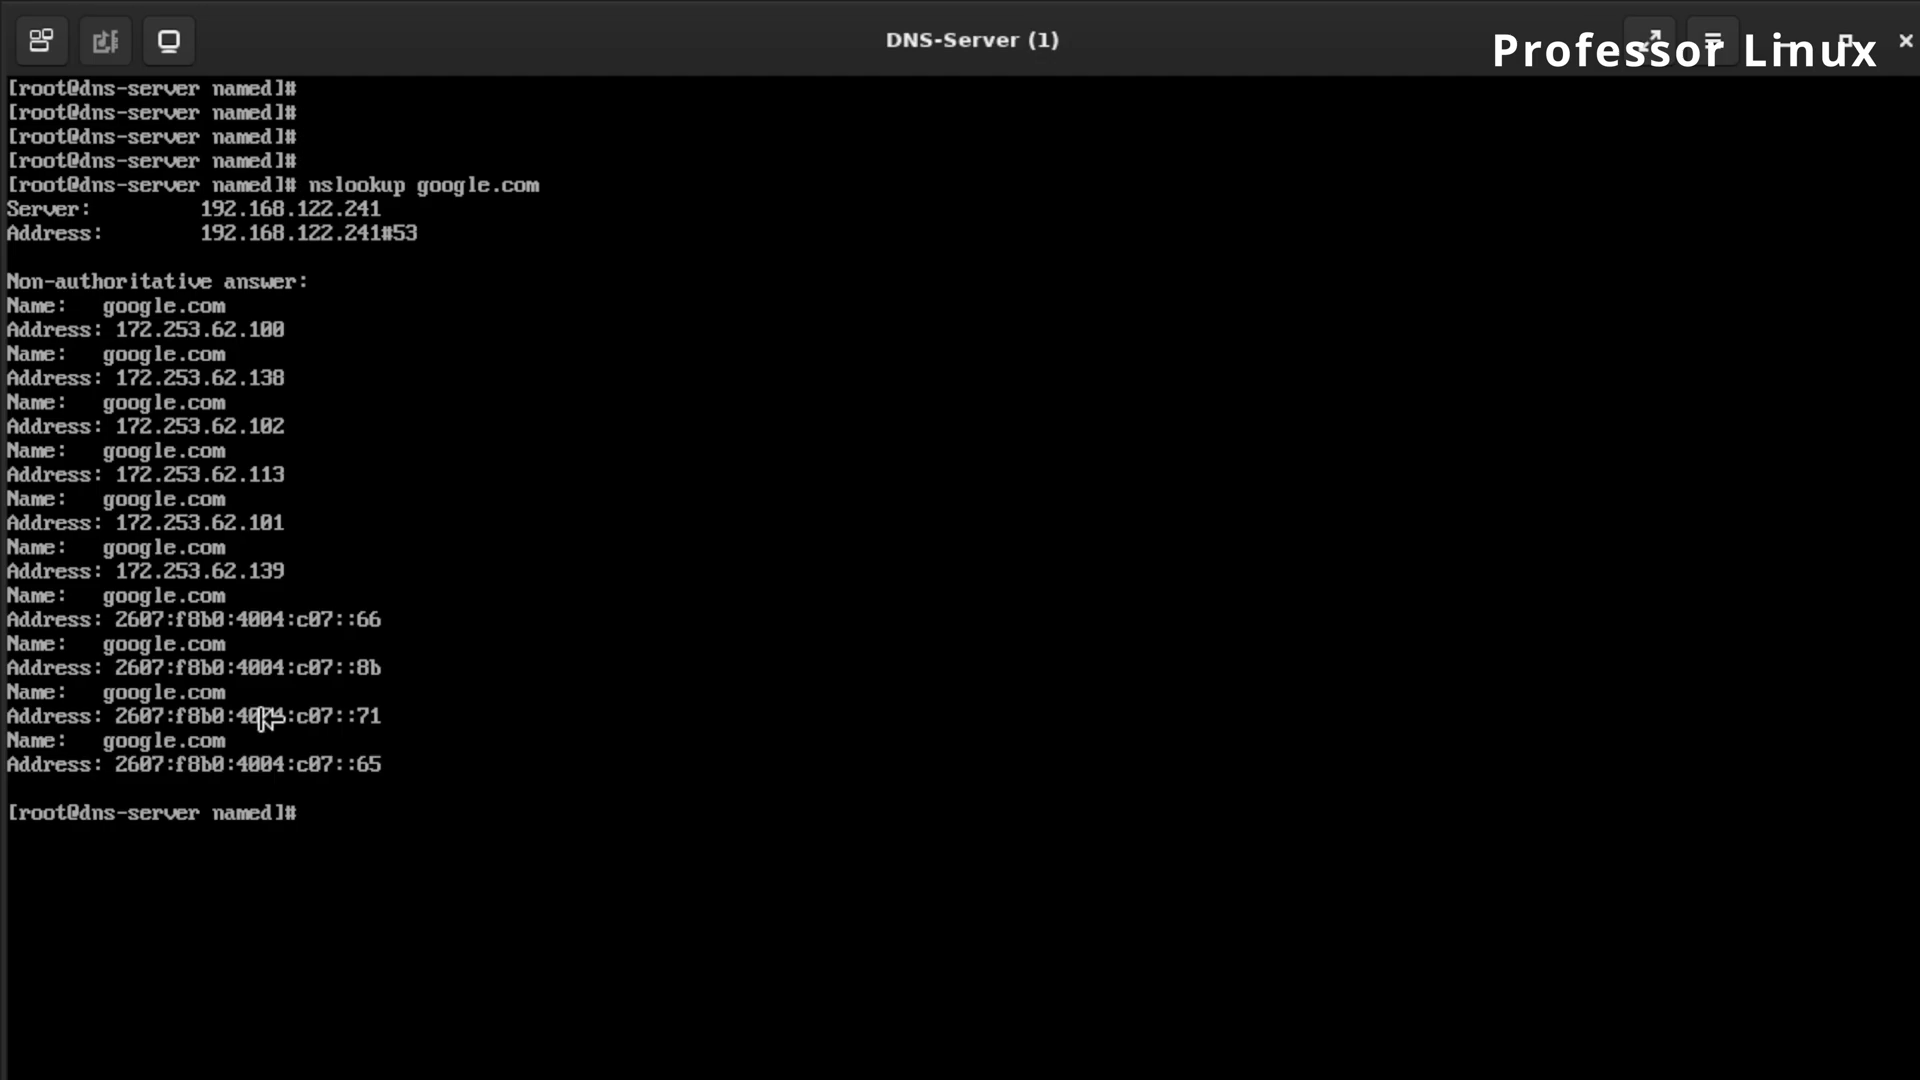 DNS-Server (1)
Professor Linux
[root@dns-server named]#
[root@dns-server named]#
[root@dns-server named]#
[root@dns-server named]#
[root@dns-server named]# nslookup google.com
Server: 192.168.122.241
Address: 192.168.122.241#53
Non-authoritative answer:
Name: google.com
Address: 172.253.62.100
Name: google.com
Address: 172.253.62.138
Name: google.com
Address: 172.253.62.102
Name: google.com
Address: 172.253.62.113
Name: google.com
Address: 172.253.62.101
Name: google.com
Address: 172.253.62.139
Name: google.com
Address: 2607:f8b0:4004:c07::66
Name: google.com
Address: 2607:f8b0:4004:c07::8b
Name: google.com
Address: 2607:f8b0:4004:c07::71
Name: google.com
Address: 2607:f8b0:4004:c07::65
[root@dns-server named]#